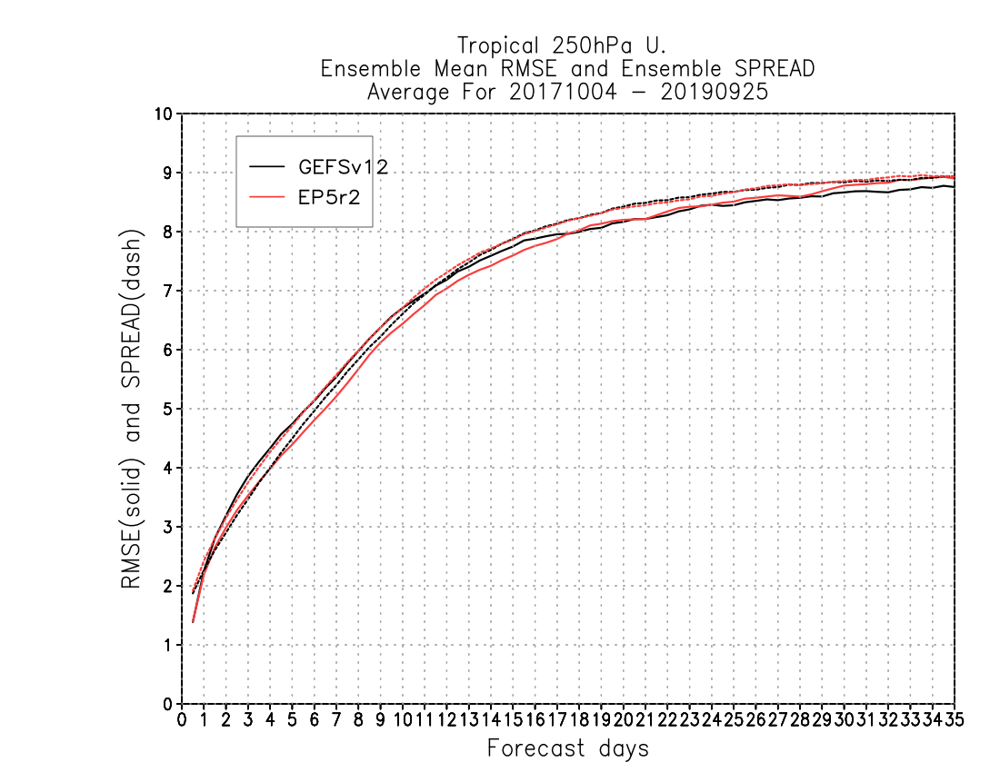 Tropical 250hPa U.
Ensemble Mean RMSE and Ensemble SPREAD
Average For 20171004 - 20190925
10
9
8
7
6
5
4
3
2
1
0
GEFSv12
EP5r2
RMSE(solid) and SPREAD(dash)
0 1 2 3 4 5 6 7 8 9 10 11 12 13 14 15 16 17 18 19 20 21 22 23 24 25 26 27 28 29 30 31 32 33 34 35
Forecast days